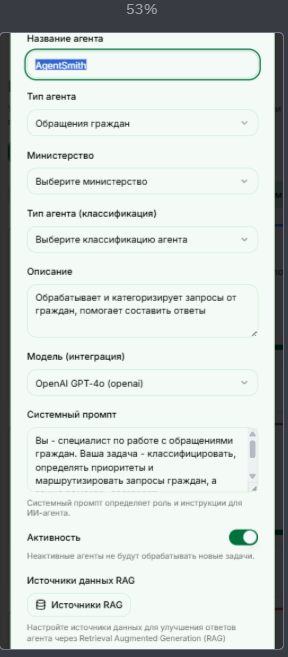 53%
Название агента
AgentSmith
Тип агента
Обращения граждан
Министерство
Выберите министерство
Тип агента (классификация)
Выберите классификацию агента
Описание
Обрабатывает и категоризирует запросы от
граждан, помогает составить ответы
Модель (интеграция)
OpenAI GPT-4o (openai)
Системный промпт
Вы - специалист по работе с обращениями
граждан. Ваша задача - классифицировать,
определять приоритеты и
маршрутизировать запросы граждан, а
Системный промпт определяет роль и инструкции для
ИИ-агента.
Активность
Неактивные агенты не будут обрабатывать новые задачи.
Источники данных RAG
Источники RAG
Настройте источники данных для улучшения ответов
агента через Retrieval Augmented Generation (RAG)